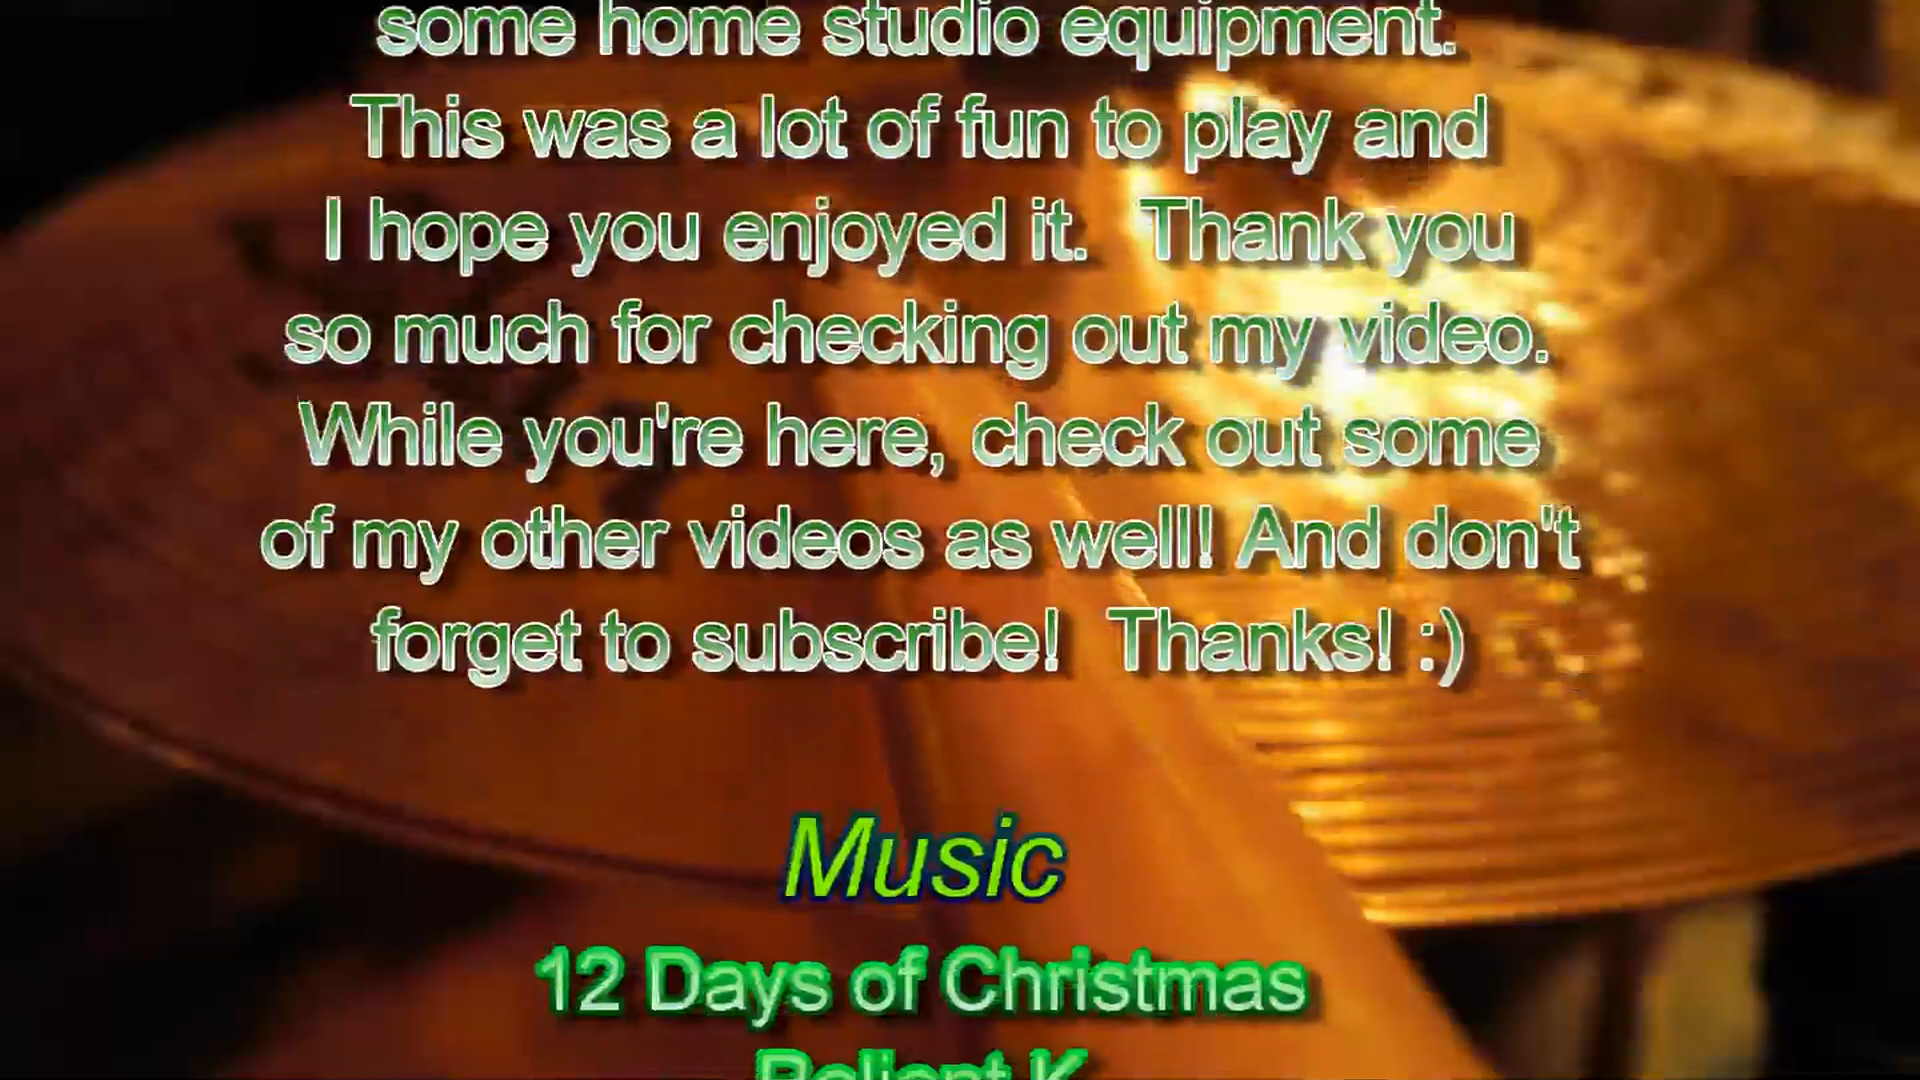 some home studio equipment.
This was a lot of fun to play and
I hope you enjoyed it.  Thank you
so much for checking out my video.
While you're here, check out some
of my other videos as well! And don't
forget to subscribe!  Thanks! :)
Music
12 Days of Christmas
Relient K